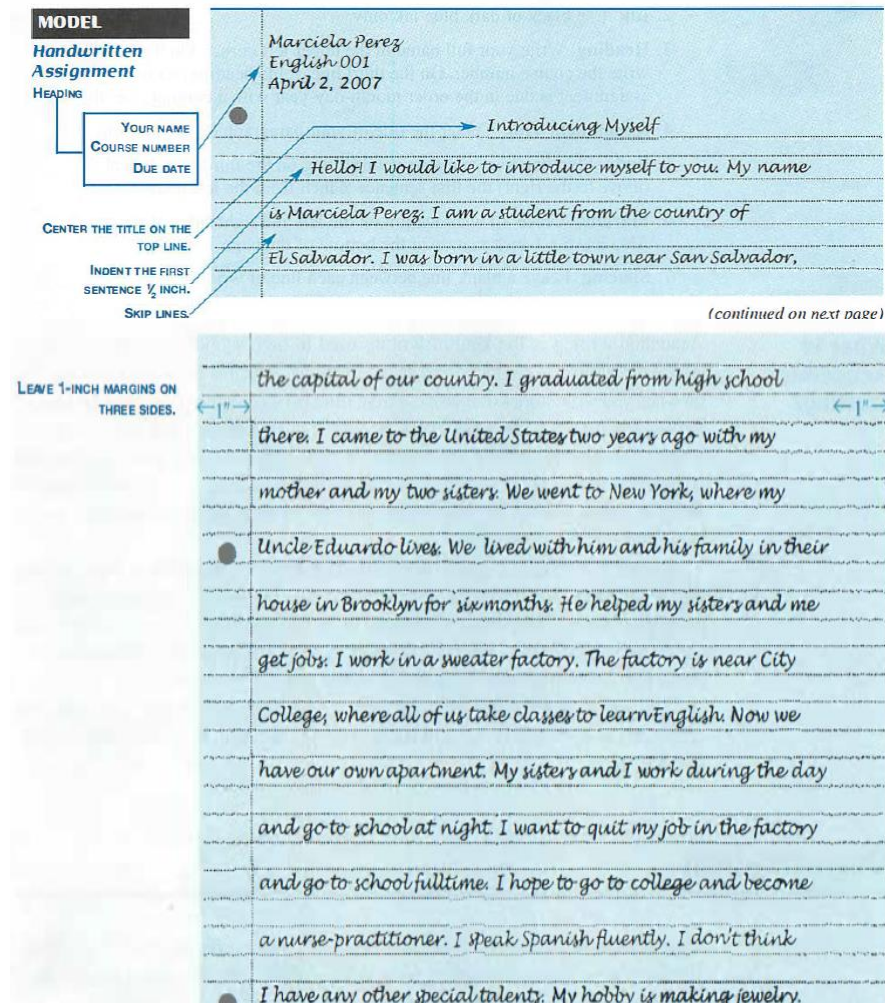 MODEL
Handwritten
Assignment
HEADING
YOUR NAME
COURSE NUMBER
DUE DATE
CENTER THE TITLE ON THE
TOP LINE.
INDENT THE FIRST
SENTENCE ½ INCH.
SKIP LINES.
Marciela Perez
English 001
April 2, 2007
Introducing Myself
Hello! I would like to introduce myself to you. My name
is Marciela Perez. I am a student from the country of
El Salvador. I was born in a little town near San Salvador,
(continued on next page)
LEAVE 1-INCH MARGINS ON
THREE SIDES.
←1"→
←1"→
the capital of our country. I graduated from high school
there. I came to the United States two years ago with my
mother and my two sisters. We went to New York, where my
Uncle Eduardo lives. We lived with him and his family in their
house in Brooklyn for six months. He helped my sisters and me
get jobs. I work in a sweater factory. The factory is near City
College, where all of us take classes to learn English. Now we
have our own apartment. My sisters and I work during the day
and go to school at night. I want to quit my job in the factory
and go to school fulltime. I hope to go to college and become
a nurse-practitioner. I speak Spanish fluently. I don't think
I have any other special talents. My hobby is making jewelry.